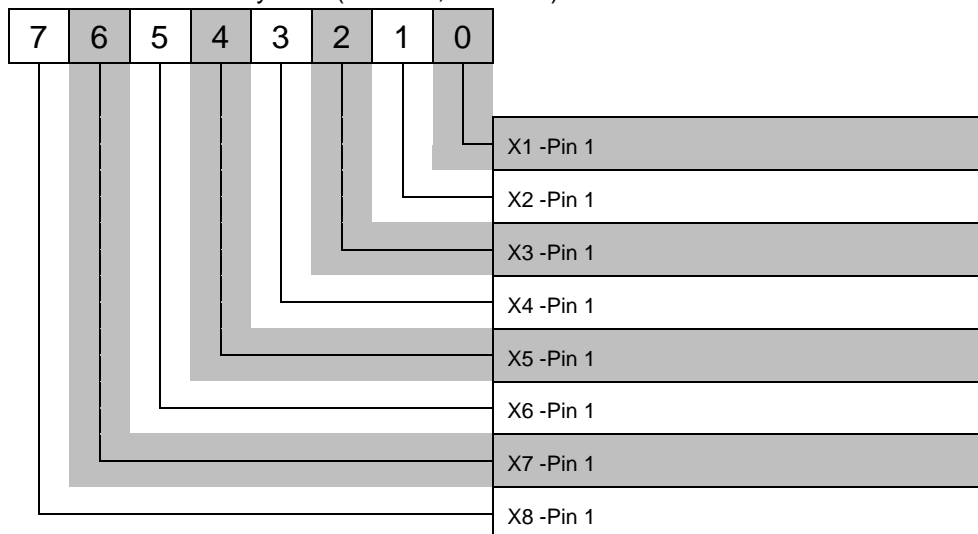 7 6 5 4 3 2 1 0
X1 -Pin 1
X2 -Pin 1
X3 -Pin 1
X4 -Pin 1
X5 -Pin 1
X6 -Pin 1
X7 -Pin 1
X8 -Pin 1